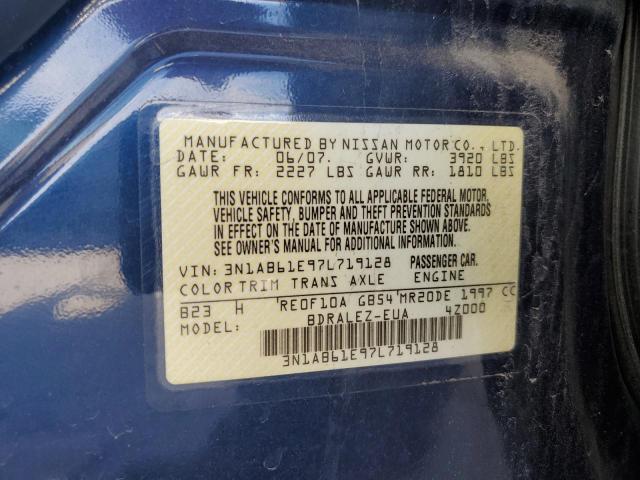 MANUFACTURED BY NISSAN MOTOR CO., LTD.
DATE: 06/07. GVWR: 3920 LBS
GAWR FR: 2227 LBS GAWR RR: 1810 LBS
THIS VEHICLE CONFORMS TO ALL APPLICABLE FEDERAL MOTOR
VEHICLE SAFETY, BUMPER AND THEFT PREVENTION STANDARDS
IN EFFECT ON THE DATE OF MANUFACTURE SHOWN ABOVE.
SEE OWNER'S MANUAL FOR ADDITIONAL INFORMATION.
VIN: 3N1AB61E97L719128 PASSENGER CAR.
COLOR TRIM TRANS AXLE ENGINE
B23 H RE0F10A GB54 MR20DE 1997 CC
MODEL: BDRALEZ-EUA 4Z000
3N1AB61E97L719128